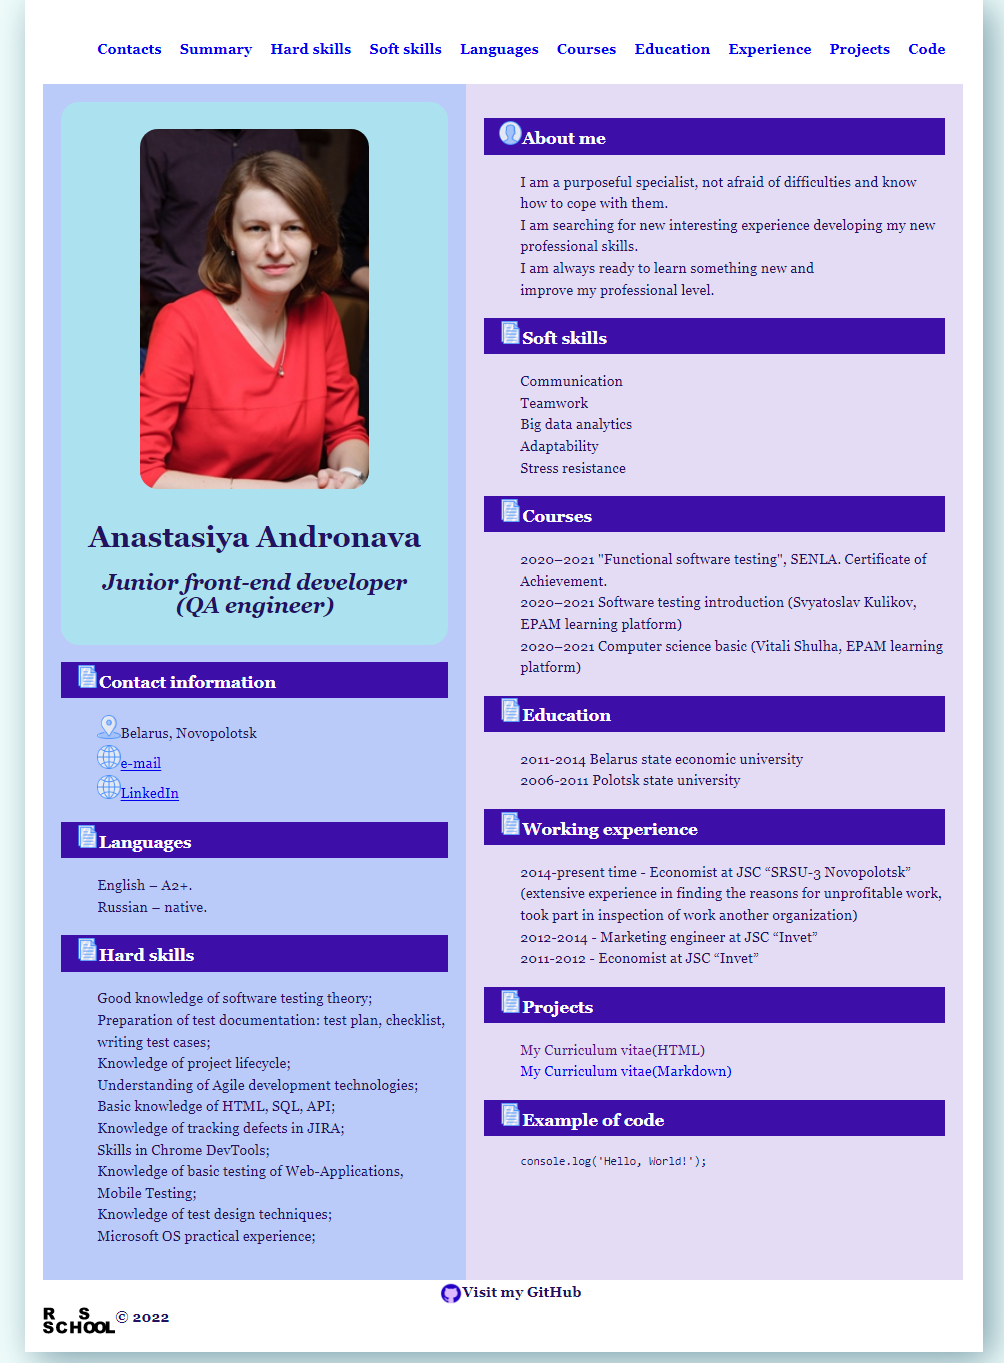 Contacts Summary Hard skills Soft skills Languages Courses Education Experience Projects Code
Anastasiya Andronava
Junior front-end developer
(QA engineer)
Contact information
Belarus, Novopolotsk
e-mail
LinkedIn
Languages
English – A2+.
Russian – native.
Hard skills
Good knowledge of software testing theory;
Preparation of test documentation: test plan, checklist,
writing test cases;
Knowledge of project lifecycle;
Understanding of Agile development technologies;
Basic knowledge of HTML, SQL, API;
Knowledge of tracking defects in JIRA;
Skills in Chrome DevTools;
Knowledge of basic testing of Web-Applications,
Mobile Testing;
Knowledge of test design techniques;
Microsoft OS practical experience;
About me
I am a purposeful specialist, not afraid of difficulties and know
how to cope with them.
I am searching for new interesting experience developing my new
professional skills.
I am always ready to learn something new and
improve my professional level.
Soft skills
Communication
Teamwork
Big data analytics
Adaptability
Stress resistance
Courses
2020–2021 "Functional software testing", SENLA. Certificate of
Achievement.
2020–2021 Software testing introduction (Svyatoslav Kulikov,
EPAM learning platform)
2020–2021 Computer science basic (Vitali Shulha, EPAM learning
platform)
Education
2011-2014 Belarus state economic university
2006-2011 Polotsk state university
Working experience
2014-present time - Economist at JSC “SRSU-3 Novopolotsk”
(extensive experience in finding the reasons for unprofitable work,
took part in inspection of work another organization)
2012-2014 - Marketing engineer at JSC “Invet”
2011-2012 - Economist at JSC “Invet”
Projects
My Curriculum vitae(HTML)
My Curriculum vitae(Markdown)
Example of code
console.log('Hello, World!');
Visit my GitHub
R S
SCHOOL © 2022